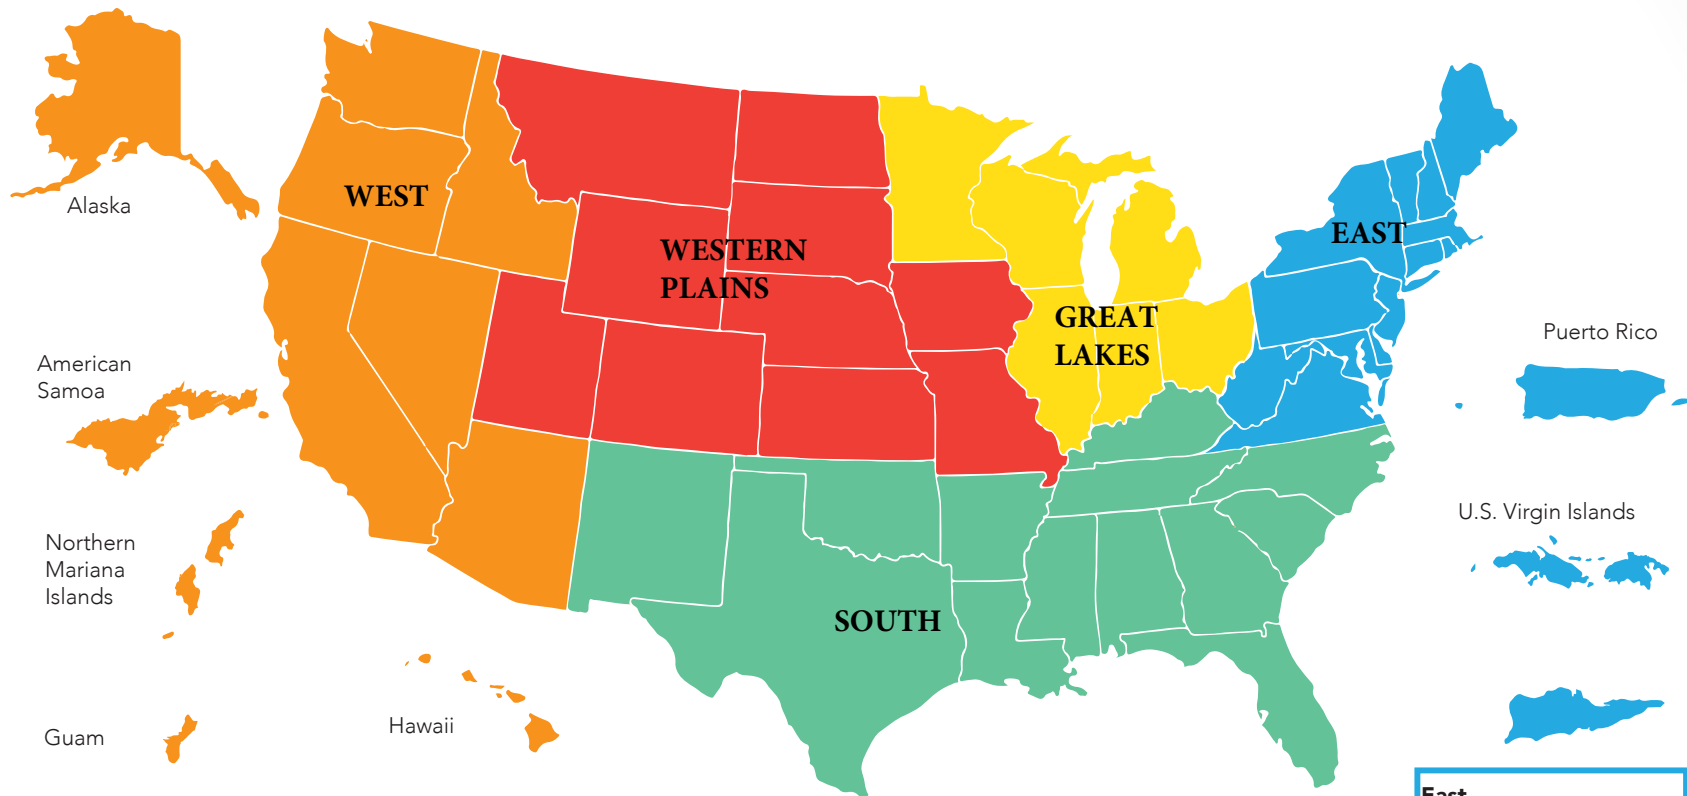 Alaska
WEST
WESTERN
PLAINS
EAST
GREAT
LAKES
Puerto Rico
American
Samoa
U.S. Virgin Islands
Northern
Mariana
Islands
SOUTH
Guam
Hawaii
East